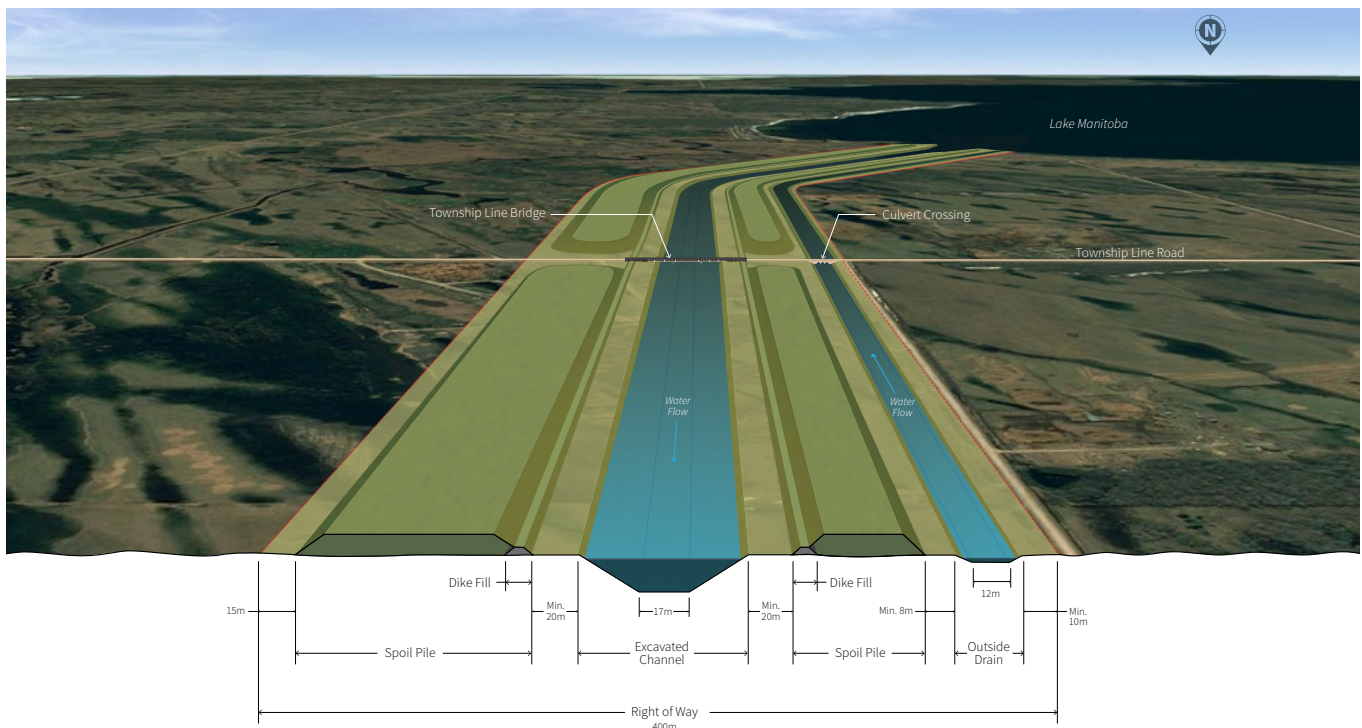 N
Lake Manitoba
Township Line Bridge
Culvert Crossing
Township Line Road
Water
Flow
Water
Flow
Dike Fill
Dike Fill
15m
Min.
20m
17m
Min.
20m
Min. 8m
12m
Min.
10m
Spoil Pile
Excavated
Channel
Spoil Pile
Outside
Drain
Right of Way
400m